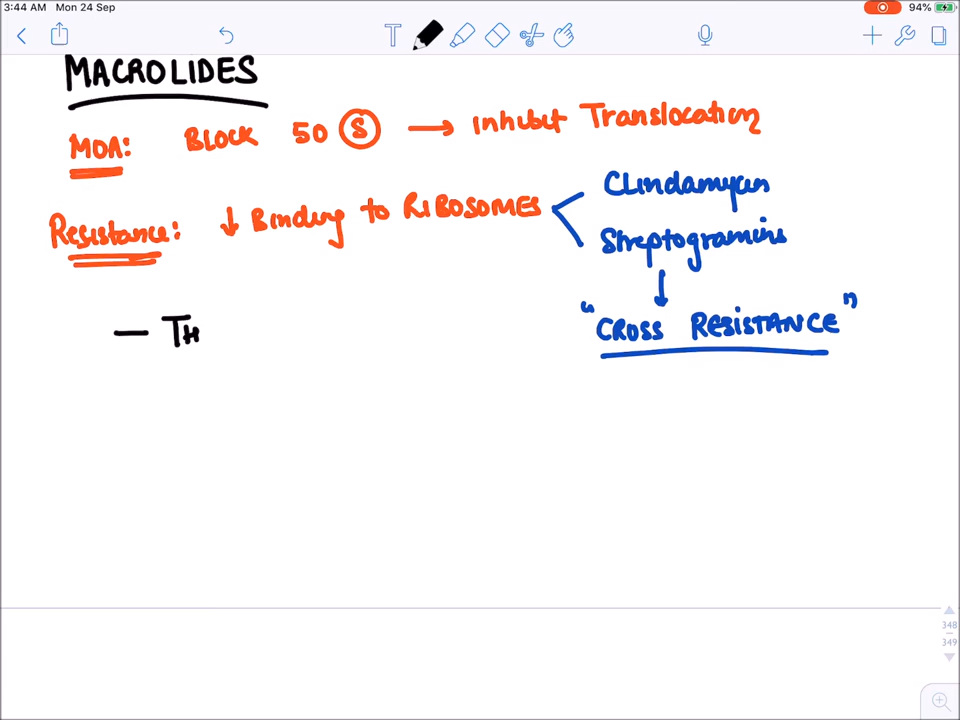 3:44 AM Mon 24 Sep 94%
T
MACROLIDES
MOA: BLOCK 50 S → Inhibit Translocation
Resistance: ↓ Binding to RIBOSOMES
Clindamycin
Streptogramins
↓
"CROSS RESISTANCE"
— TH
348
349